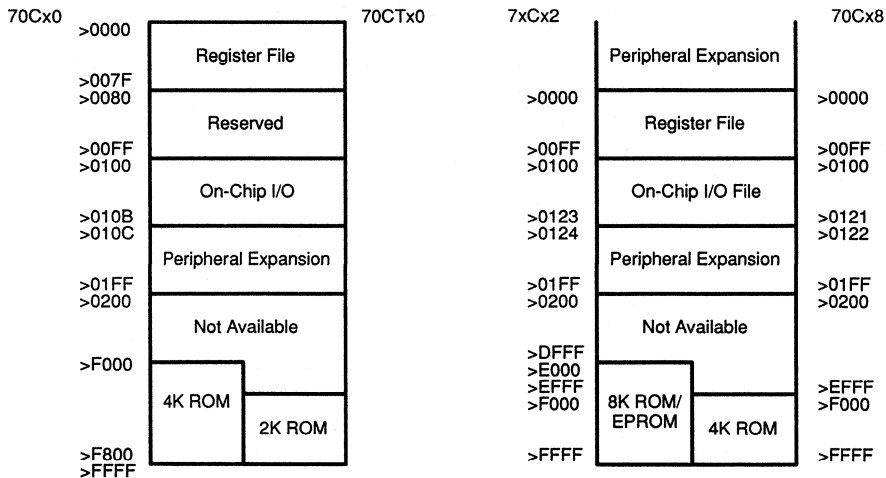 70Cx0
70CTx0
>0000
Register File
>007F
>0080
Reserved
>00FF
>0100
On-Chip I/O
>010B
>010C
Peripheral Expansion
>01FF
>0200
Not Available
>F000
4K ROM
2K ROM
>F800
>FFFF
7xCx2
70Cx8
Peripheral Expansion
>0000
>0000
Register File
>00FF
>00FF
>0100
>0100
On-Chip I/O File
>0123
>0121
>0124
>0122
Peripheral Expansion
>01FF
>01FF
>0200
>0200
Not Available
>DFFF
>E000
>EFFF
>EFFF
>F000
>F000
8K ROM/
EPROM
4K ROM
>FFFF
>FFFF